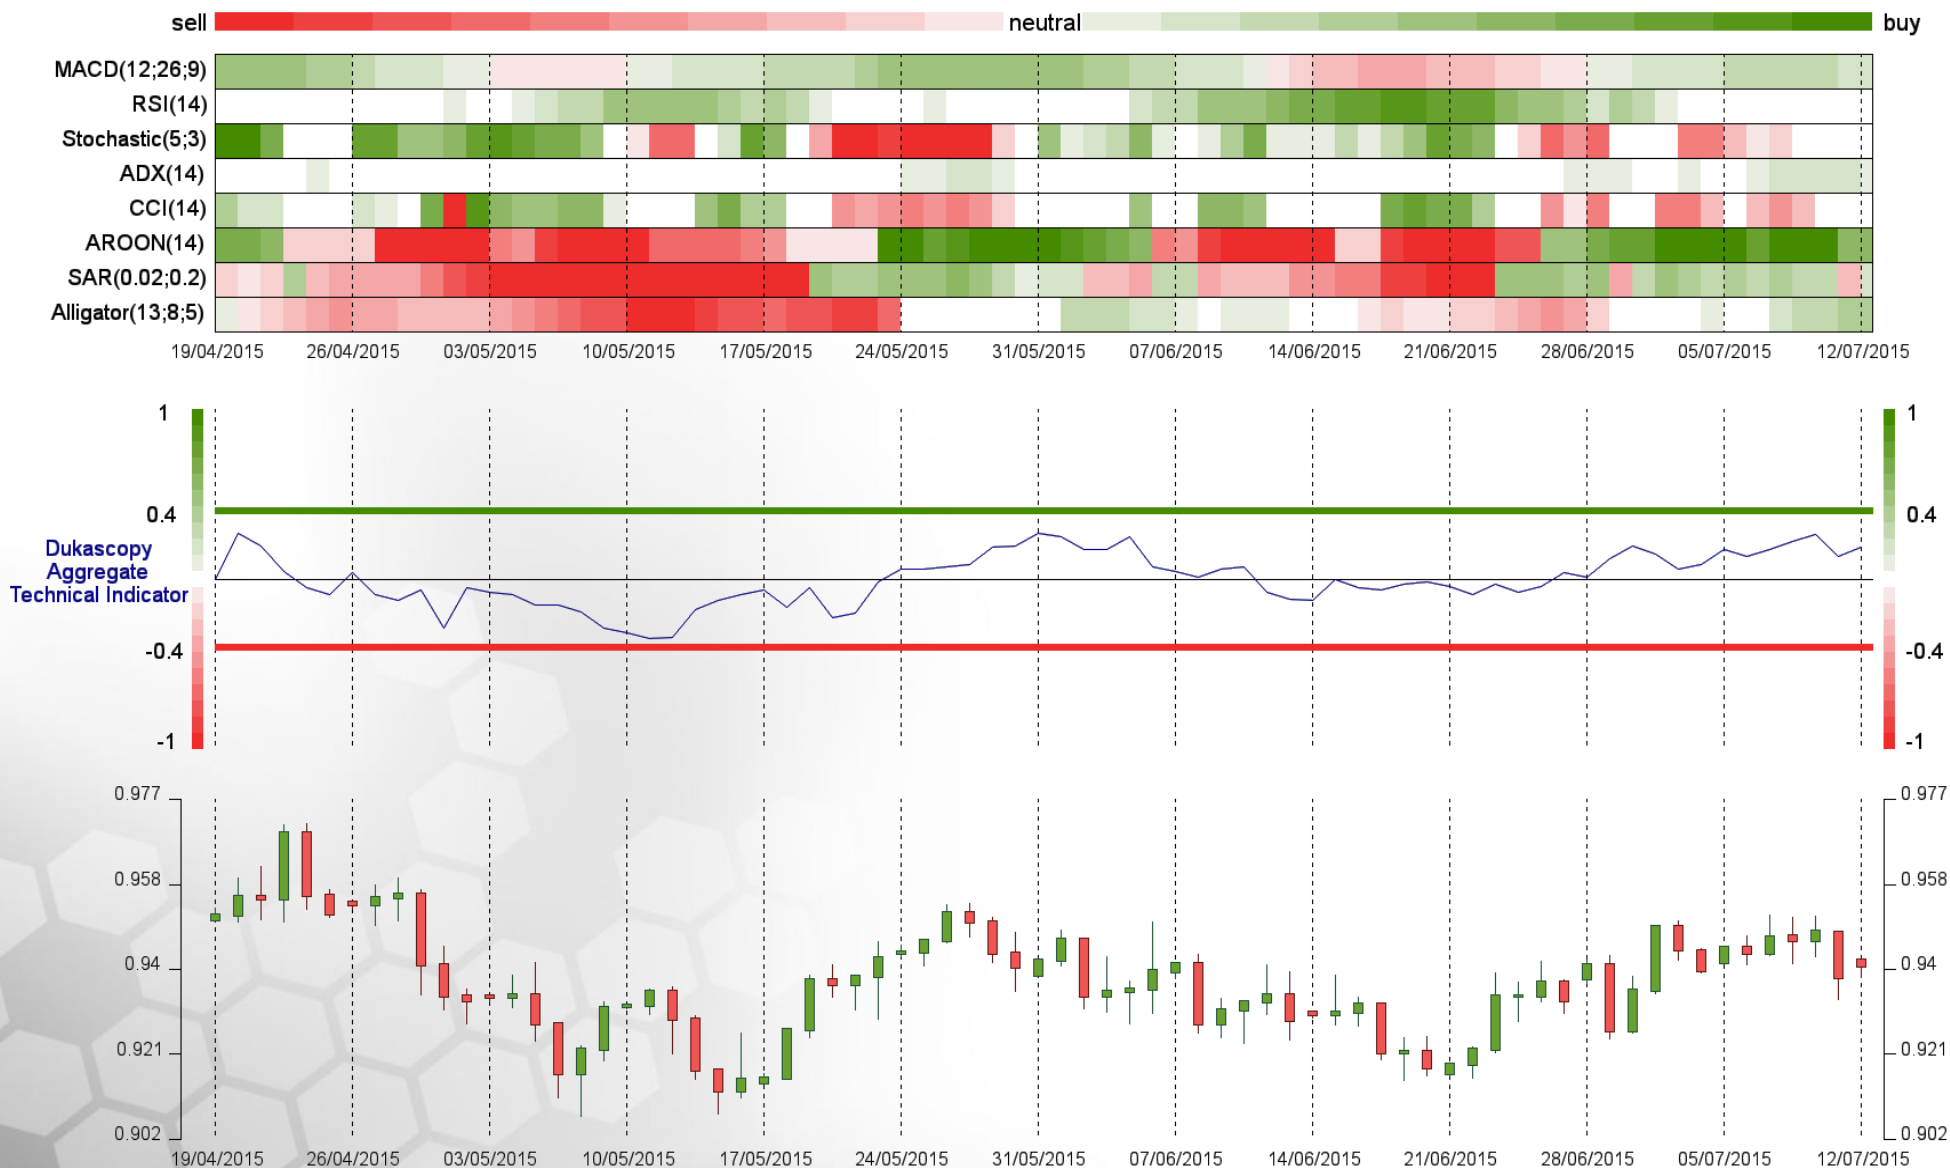 sell neutral buy
MACD(12;26;9)
RSI(14)
Stochastic(5;3)
ADX(14)
CCI(14)
AROON(14)
SAR(0.02;0.2)
Alligator(13;8;5)
19/04/2015 26/04/2015 03/05/2015 10/05/2015 17/05/2015 24/05/2015 31/05/2015 07/06/2015 14/06/2015 21/06/2015 28/06/2015 05/07/2015 12/07/2015
1 1
0.4 0.4
Dukascopy
Aggregate
Technical Indicator
-0.4 -0.4
-1 -1
0.977 0.977
0.958 0.958
0.94 0.94
0.921 0.921
0.902 0.902
19/04/2015 26/04/2015 03/05/2015 10/05/2015 17/05/2015 24/05/2015 31/05/2015 07/06/2015 14/06/2015 21/06/2015 28/06/2015 05/07/2015 12/07/2015